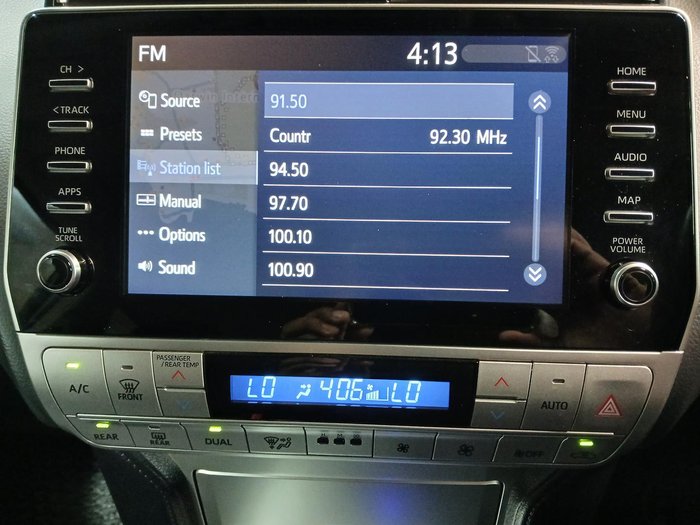 FM 4:13
CH >
< TRACK
PHONE
APPS
TUNE
SCROLL
Source
Presets
Station list
Manual
Options
Sound
91.50
Countr 92.30 MHz
94.50
97.70
100.10
100.90
HOME
MENU
AUDIO
MAP
POWER
VOLUME
A/C
FRONT
PASSENGER
/REAR TEMP
LO 4:06 LO
AUTO
REAR
REAR
DUAL
OFF